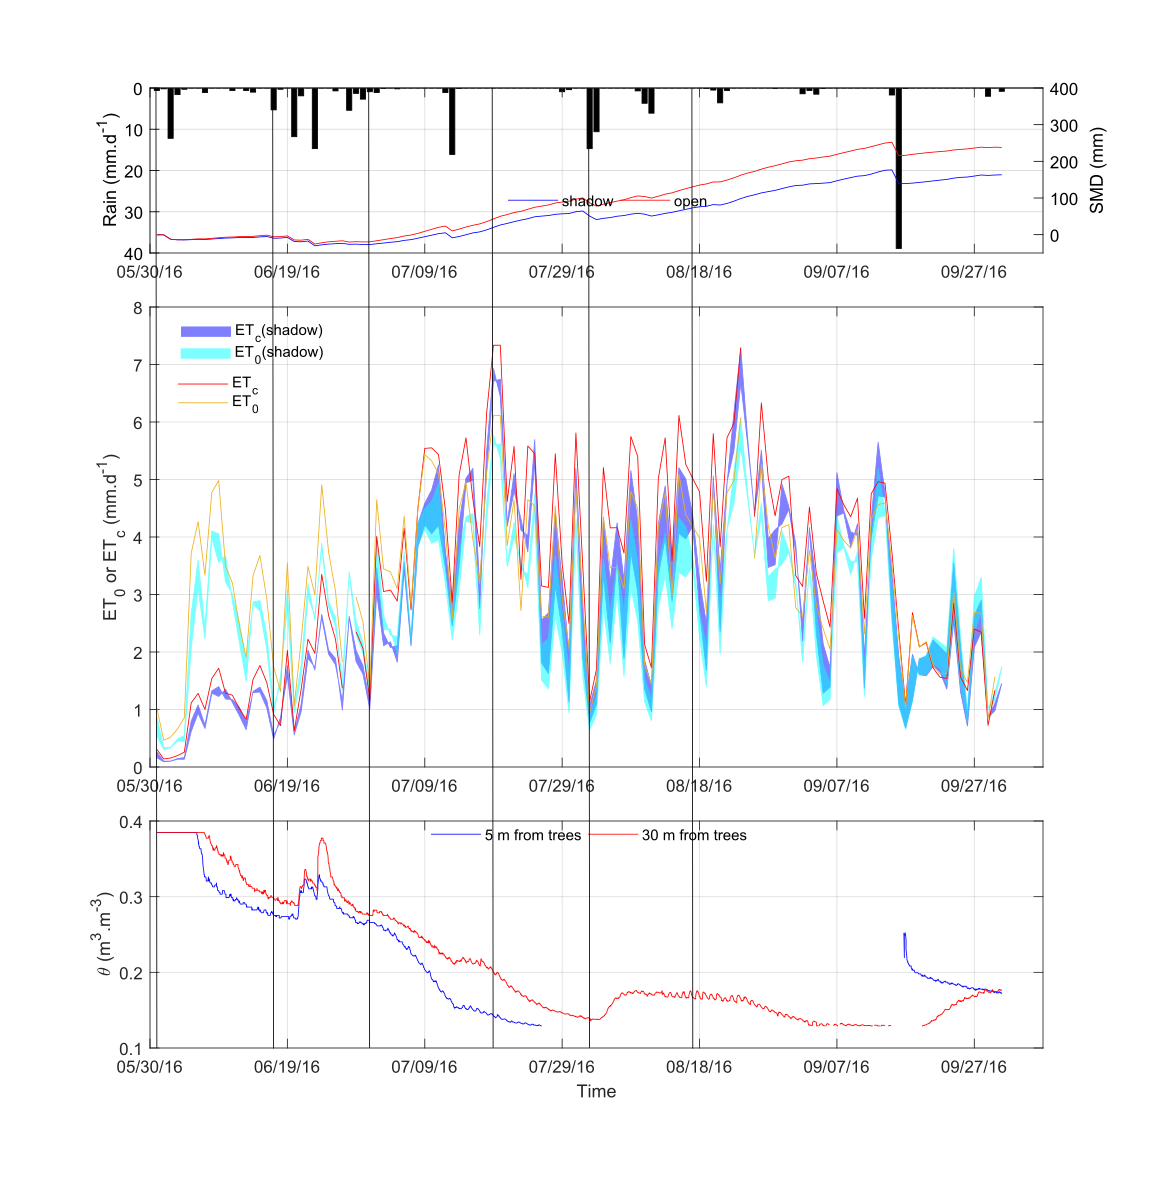 0
10
20
30
40
Rain (mm.d⁻¹)
400
300
200
100
0
SMD (mm)
shadow
open
05/30/16 06/19/16 07/09/16 07/29/16 08/18/16 09/07/16 09/27/16
8
7
6
5
4
3
2
1
0
ET₀ or ET_c (mm.d⁻¹)
ET_c(shadow)
ET₀(shadow)
ET_c
ET₀
05/30/16 06/19/16 07/09/16 07/29/16 08/18/16 09/07/16 09/27/16
0.4
0.3
0.2
0.1
θ (m³.m⁻³)
5 m from trees
30 m from trees
05/30/16 06/19/16 07/09/16 07/29/16 08/18/16 09/07/16 09/27/16
Time